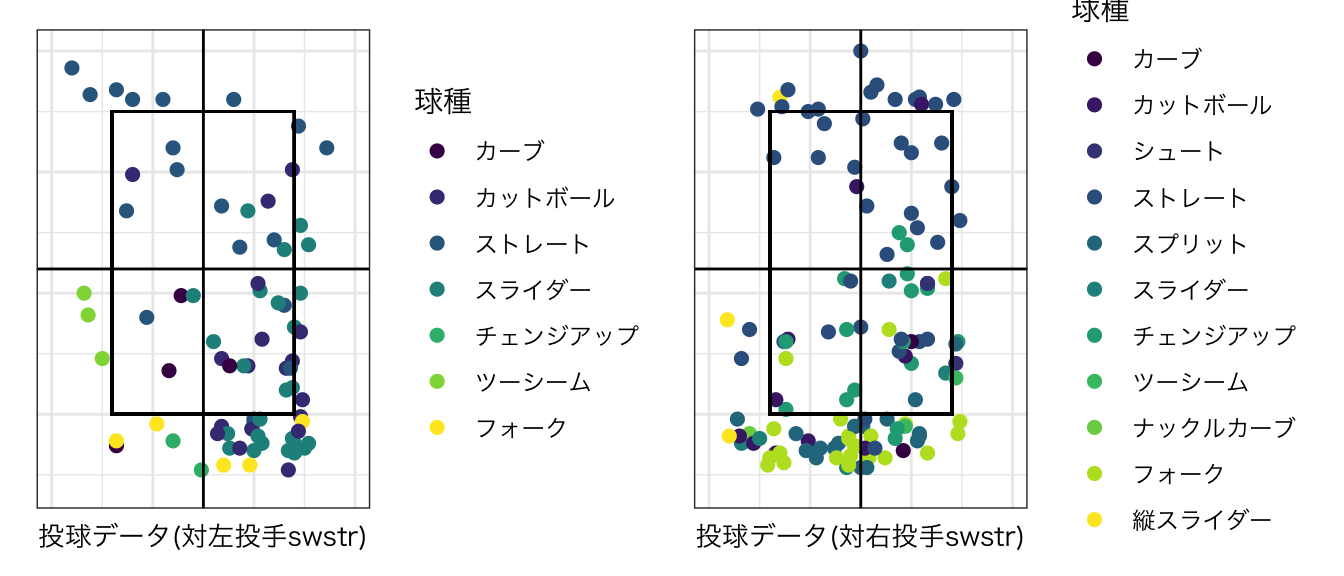 球種
カーブ
カットボール
ストレート
スライダー
チェンジアップ
ツーシーム
フォーク
投球データ(対左投手swstr)
球種
カーブ
カットボール
シュート
ストレート
スプリット
スライダー
チェンジアップ
ツーシーム
ナックルカーブ
フォーク
縦スライダー
投球データ(対右投手swstr)